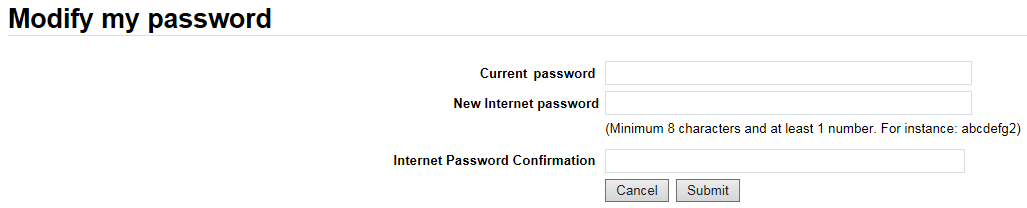 Modify my password
Current password
New Internet password
(Minimum 8 characters and at least 1 number. For instance: abcdefg2)
Internet Password Confirmation
Cancel Submit